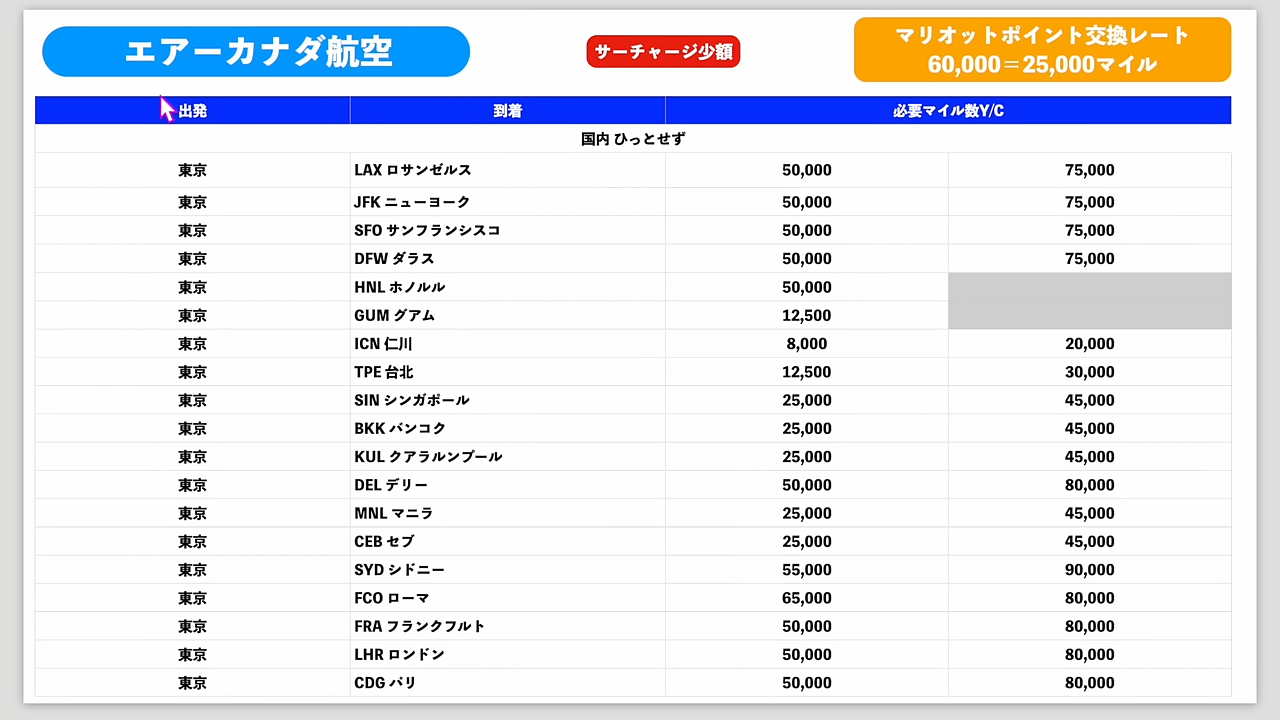 エアーカナダ航空
サーチャージ少額
マリオットポイント交換レート
60,000＝25,000マイル
出発 到着 必要マイル数Y/C
国内 ひっとせず
東京 LAX ロサンゼルス 50,000 75,000
東京 JFK ニューヨーク 50,000 75,000
東京 SFO サンフランシスコ 50,000 75,000
東京 DFW ダラス 50,000 75,000
東京 HNL ホノルル 50,000
東京 GUM グアム 12,500
東京 ICN 仁川 8,000 20,000
東京 TPE 台北 12,500 30,000
東京 SIN シンガポール 25,000 45,000
東京 BKK バンコク 25,000 45,000
東京 KUL クアラルンプール 25,000 45,000
東京 DEL デリー 50,000 80,000
東京 MNL マニラ 25,000 45,000
東京 CEB セブ 25,000 45,000
東京 SYD シドニー 55,000 90,000
東京 FCO ローマ 65,000 80,000
東京 FRA フランクフルト 50,000 80,000
東京 LHR ロンドン 50,000 80,000
東京 CDG パリ 50,000 80,000